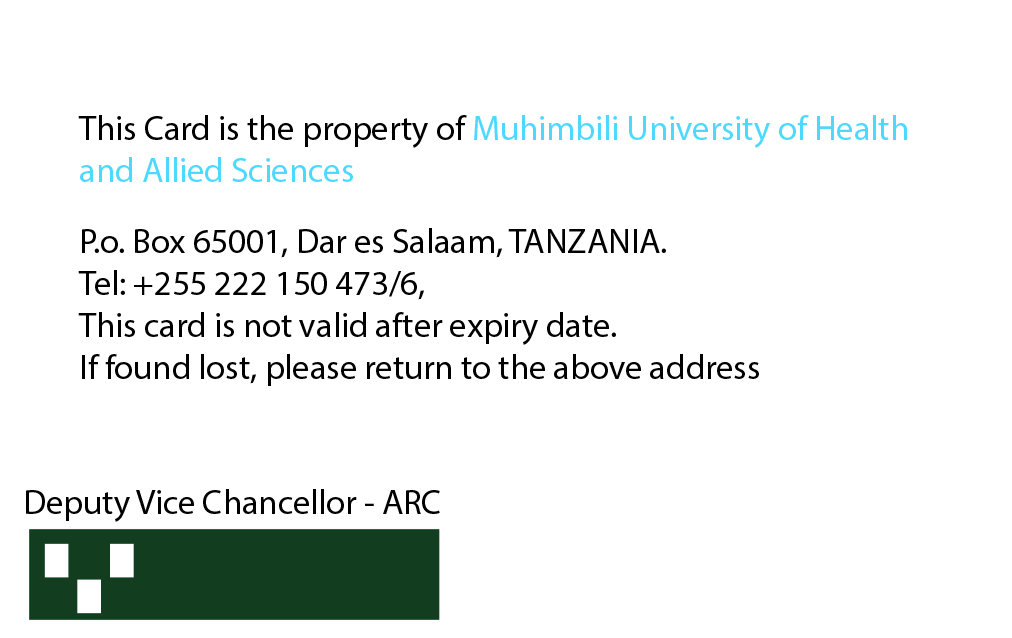 This Card is the property of Muhimbili University of Health
and Allied Sciences
P.o. Box 65001, Dar es Salaam, TANZANIA.
Tel: +255 222 150 473/6,
This card is not valid after expiry date.
If found lost, please return to the above address
Deputy Vice Chancellor - ARC